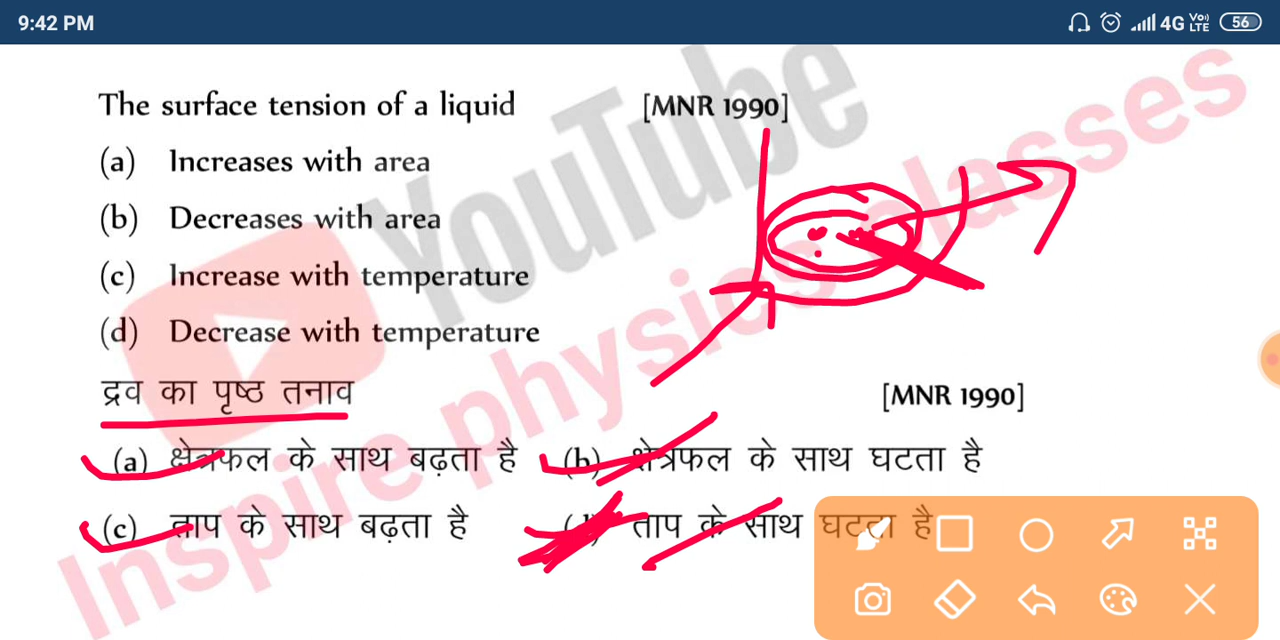 9:42 PM
4G Vo)) LTE 56
The surface tension of a liquid [MNR 1990]
(a) Increases with area
(b) Decreases with area
(c) Increase with temperature
(d) Decrease with temperature
द्रव का पृष्ठ तनाव [MNR 1990]
(a) क्षेत्रफल के साथ बढ़ता है (b) क्षेत्रफल के साथ घटता है
(c) ताप के साथ बढ़ता है (d) ताप के साथ घटता है
YouTube
Inspire physics classes